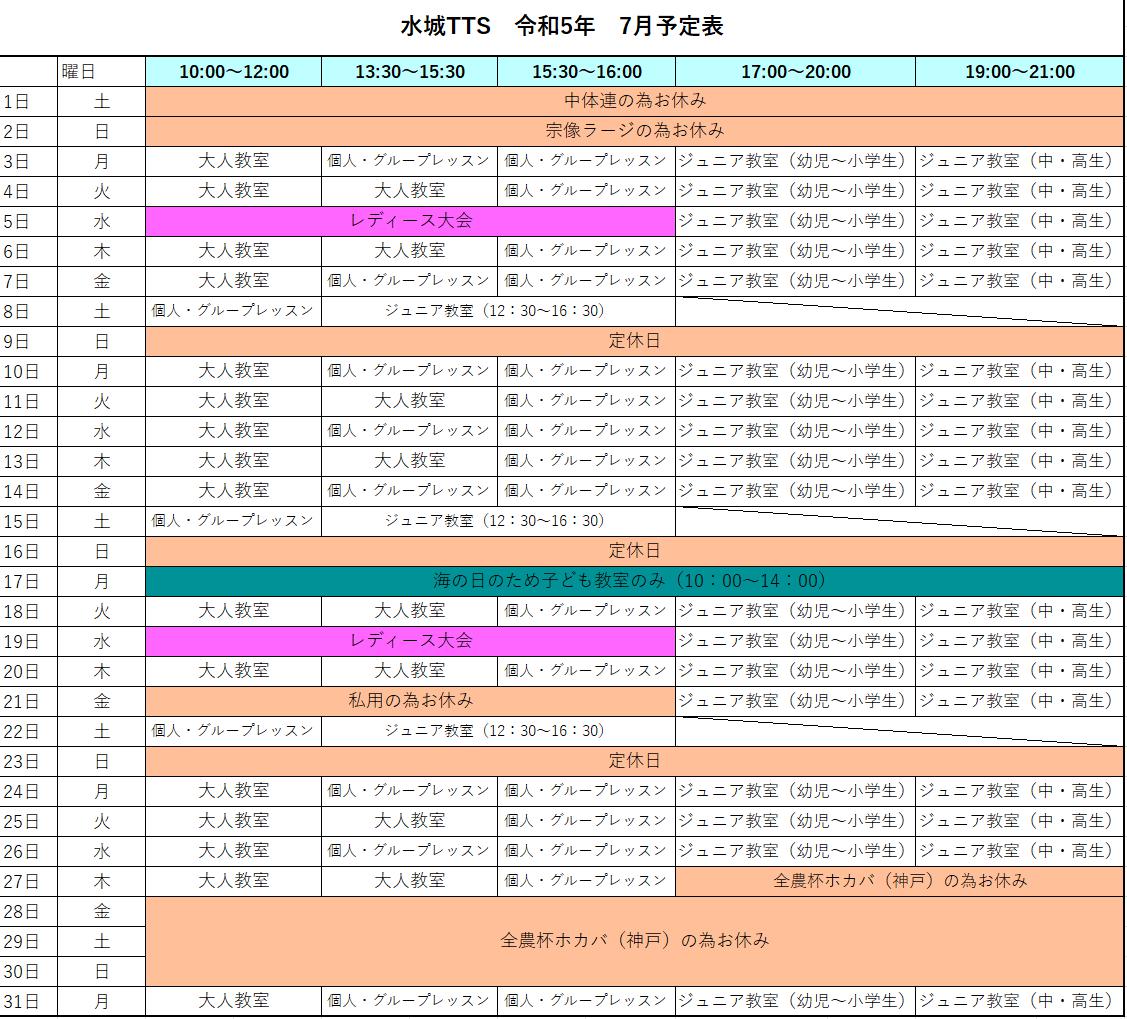 水城TTS　令和5年　7月予定表
曜日 10:00～12:00 13:30～15:30 15:30～16:00 17:00～20:00 19:00～21:00
1日 土 中体連の為お休み
2日 日 宗像ラージの為お休み
3日 月 大人教室 個人・グループレッスン 個人・グループレッスン ジュニア教室（幼児～小学生） ジュニア教室（中・高生）
4日 火 大人教室 大人教室 個人・グループレッスン ジュニア教室（幼児～小学生） ジュニア教室（中・高生）
5日 水 レディース大会 ジュニア教室（幼児～小学生） ジュニア教室（中・高生）
6日 木 大人教室 大人教室 個人・グループレッスン ジュニア教室（幼児～小学生） ジュニア教室（中・高生）
7日 金 大人教室 個人・グループレッスン 個人・グループレッスン ジュニア教室（幼児～小学生） ジュニア教室（中・高生）
8日 土 個人・グループレッスン ジュニア教室（12：30～16：30）
9日 日 定休日
10日 月 大人教室 個人・グループレッスン 個人・グループレッスン ジュニア教室（幼児～小学生） ジュニア教室（中・高生）
11日 火 大人教室 大人教室 個人・グループレッスン ジュニア教室（幼児～小学生） ジュニア教室（中・高生）
12日 水 大人教室 個人・グループレッスン 個人・グループレッスン ジュニア教室（幼児～小学生） ジュニア教室（中・高生）
13日 木 大人教室 大人教室 個人・グループレッスン ジュニア教室（幼児～小学生） ジュニア教室（中・高生）
14日 金 大人教室 個人・グループレッスン 個人・グループレッスン ジュニア教室（幼児～小学生） ジュニア教室（中・高生）
15日 土 個人・グループレッスン ジュニア教室（12：30～16：30）
16日 日 定休日
17日 月 海の日のため子ども教室のみ（10：00～14：00）
18日 火 大人教室 大人教室 個人・グループレッスン ジュニア教室（幼児～小学生） ジュニア教室（中・高生）
19日 水 レディース大会 ジュニア教室（幼児～小学生） ジュニア教室（中・高生）
20日 木 大人教室 大人教室 個人・グループレッスン ジュニア教室（幼児～小学生） ジュニア教室（中・高生）
21日 金 私用の為お休み ジュニア教室（幼児～小学生） ジュニア教室（中・高生）
22日 土 個人・グループレッスン ジュニア教室（12：30～16：30）
23日 日 定休日
24日 月 大人教室 個人・グループレッスン 個人・グループレッスン ジュニア教室（幼児～小学生） ジュニア教室（中・高生）
25日 火 大人教室 大人教室 個人・グループレッスン ジュニア教室（幼児～小学生） ジュニア教室（中・高生）
26日 水 大人教室 個人・グループレッスン 個人・グループレッスン ジュニア教室（幼児～小学生） ジュニア教室（中・高生）
27日 木 大人教室 大人教室 個人・グループレッスン 全農杯ホカバ（神戸）の為お休み
28日 金
29日 土 全農杯ホカバ（神戸）の為お休み
30日 日
31日 月 大人教室 個人・グループレッスン 個人・グループレッスン ジュニア教室（幼児～小学生） ジュニア教室（中・高生）